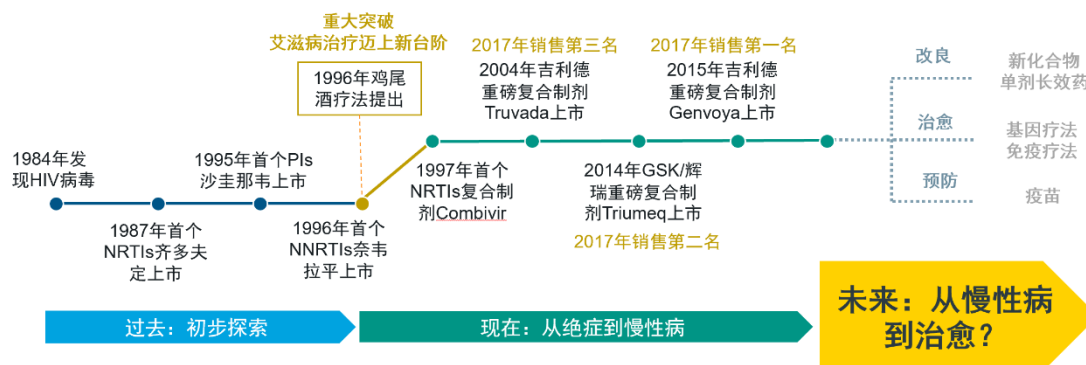 重大突破
艾滋病治疗迈上新台阶
1996年鸡尾
酒疗法提出
2017年销售第三名
2004年吉利德
重磅复合制剂
Truvada上市
2017年销售第一名
2015年吉利德
重磅复合制剂
Genvoya上市
1984年发
现HIV病毒
1995年首个PIs
沙圭那韦上市
1987年首个
NRTIs齐多夫
定上市
1996年首个
NNRTIs奈韦
拉平上市
1997年首个
NRTIs复合制
剂Combivir
2014年GSK/辉
瑞重磅复合制
剂Triumeq上市
2017年销售第二名
改良
新化合物
单剂长效药
治愈
基因疗法
免疫疗法
预防
疫苗
过去：初步探索
现在：从绝症到慢性病
未来：从慢性病
到治愈？